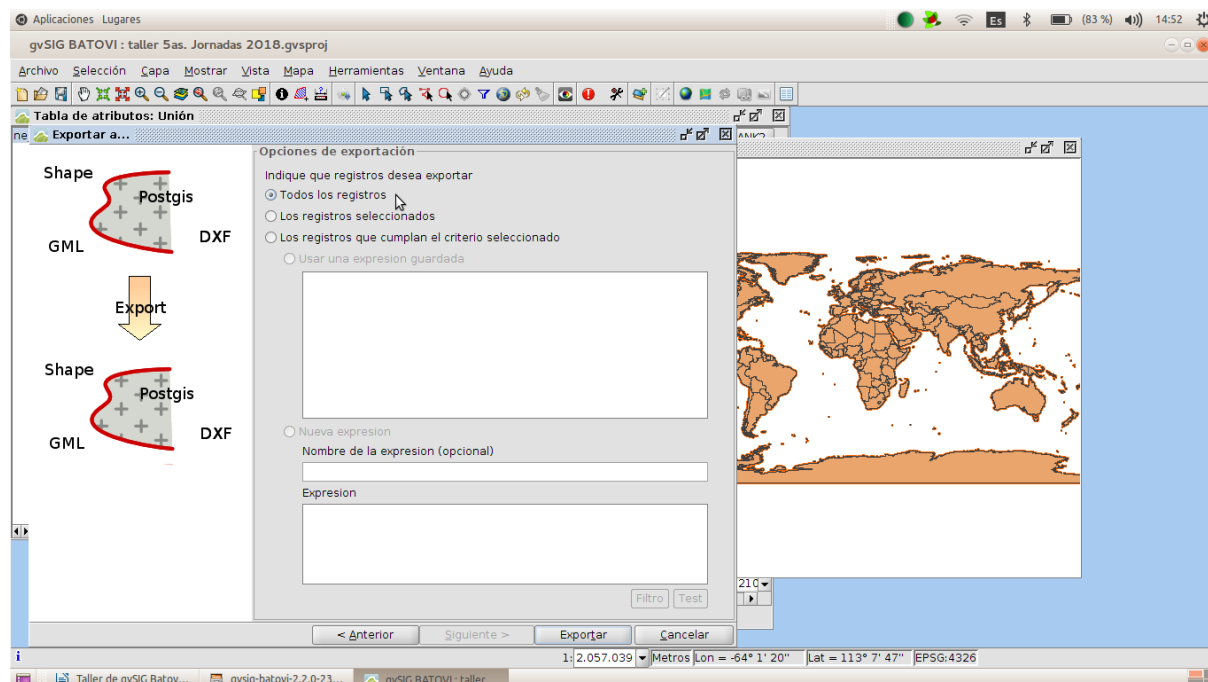 Aplicaciones Lugares
Es (83 %) 14:52
gvSIG BATOVI : taller 5as. Jornadas 2018.gvsproj
Archivo Selección Capa Mostrar Vista Mapa Herramientas Ventana Ayuda
Tabla de atributos: Unión
ne
Exportar a...
Shape
Postgis
DXF
GML
Export
Shape
Postgis
DXF
GML
Opciones de exportación
Indique que registros desea exportar
Todos los registros
Los registros seleccionados
Los registros que cumplan el criterio seleccionado
Usar una expresion guardada
Nueva expresion
Nombre de la expresion (opcional)
Expresion
Filtro Test
210
< Anterior Siguiente > Exportar Cancelar
1: 2.057.039 Metros Lon = -64° 1' 20" Lat = 113° 7' 47" EPSG:4326
Taller de gvSIG Batov... gvsig-batovi-2.2.0-23... gvSIG BATOVI : taller